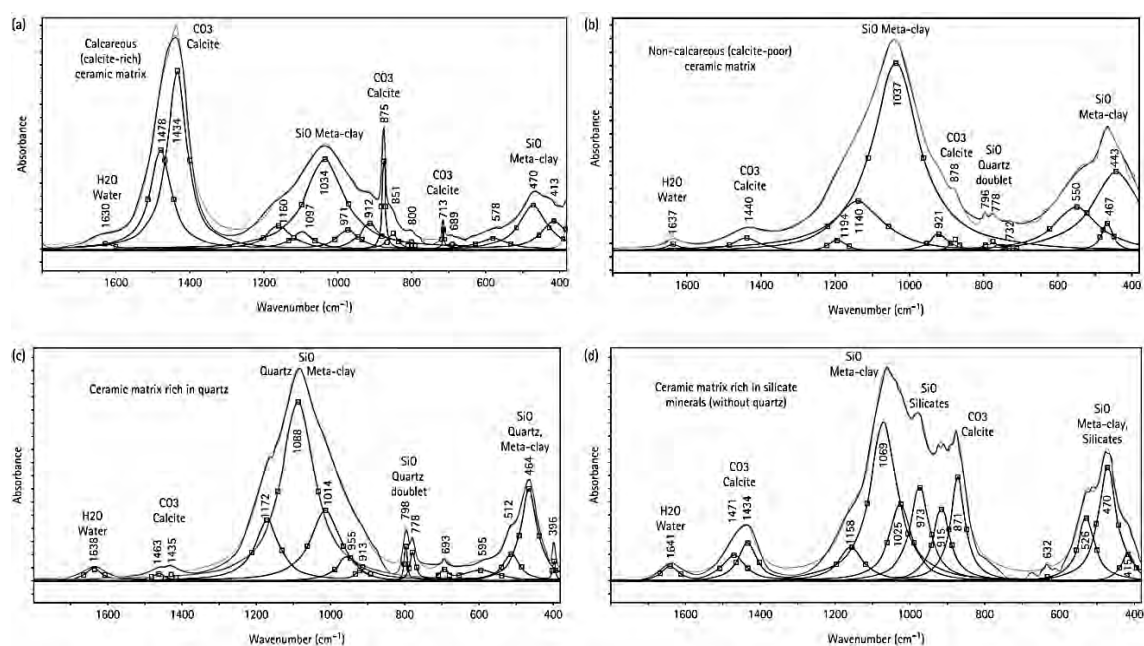 (a)
Calcareous
(calcite-rich)
ceramic matrix
CO3
Calcite
H2O
Water
1630
1478
1434
SiO Meta-clay
1160
1097
1034
971
912
CO3
Calcite
875
851
800
CO3
Calcite
713
689
578
SiO
Meta-clay
470
413
Absorbance
1600 1400 1200 1000 800 600 400
Wavenumber (cm⁻¹)
(b)
Non-calcareous (calcite-poor)
ceramic matrix
H2O
Water
1637
CO3
Calcite
1440
SiO Meta-clay
1194
1140
1037
921
CO3
Calcite
878
SiO
Quartz
doublet
796
778
732
SiO
Meta-clay
550
467
443
Absorbance
1600 1400 1200 1000 800 600 400
Wavenumber (cm⁻¹)
(c)
Ceramic matrix rich in quartz
H2O
Water
1638
CO3
Calcite
1463
1435
SiO
Quartz Meta-clay
1172
1088
1014
955
913
SiO
Quartz
doublet
798
778
693
595
SiO
Quartz,
Meta-clay
512
464
396
Absorbance
1600 1400 1200 1000 800 600 400
Wavenumber (cm⁻¹)
(d)
Ceramic matrix rich in silicate
minerals (without quartz)
H2O
Water
1641
CO3
Calcite
1471
1434
SiO
Meta-clay
1158
1069
1025
SiO
Silicates
973
915
CO3
Calcite
871
632
SiO
Meta-clay,
Silicates
526
470
Absorbance
1600 1400 1200 1000 800 600 400
Wavenumber (cm⁻¹)